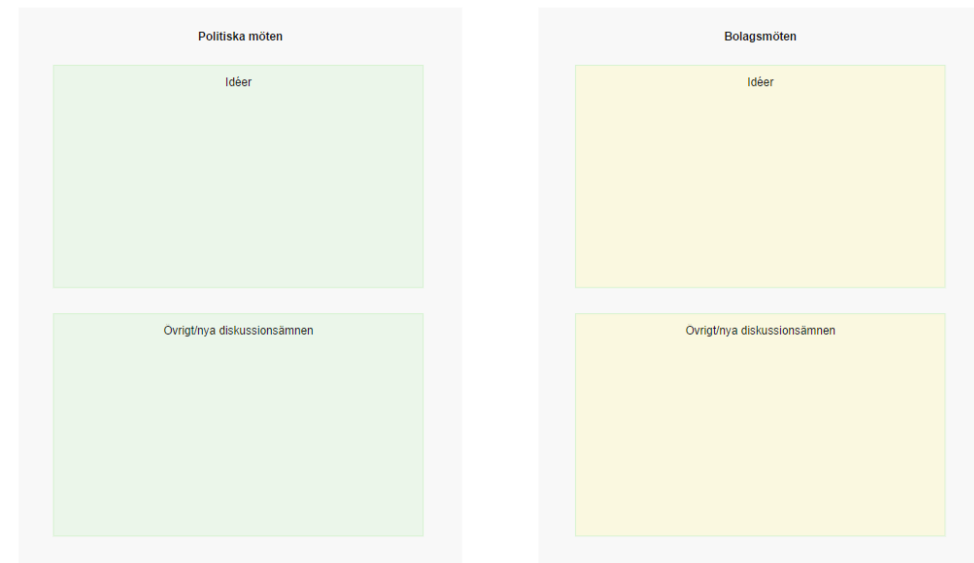 Politiska möten
Idéer
Ovrigt/nya diskussionsämnen
Bolagsmöten
Idéer
Ovrigt/nya diskussionsämnen